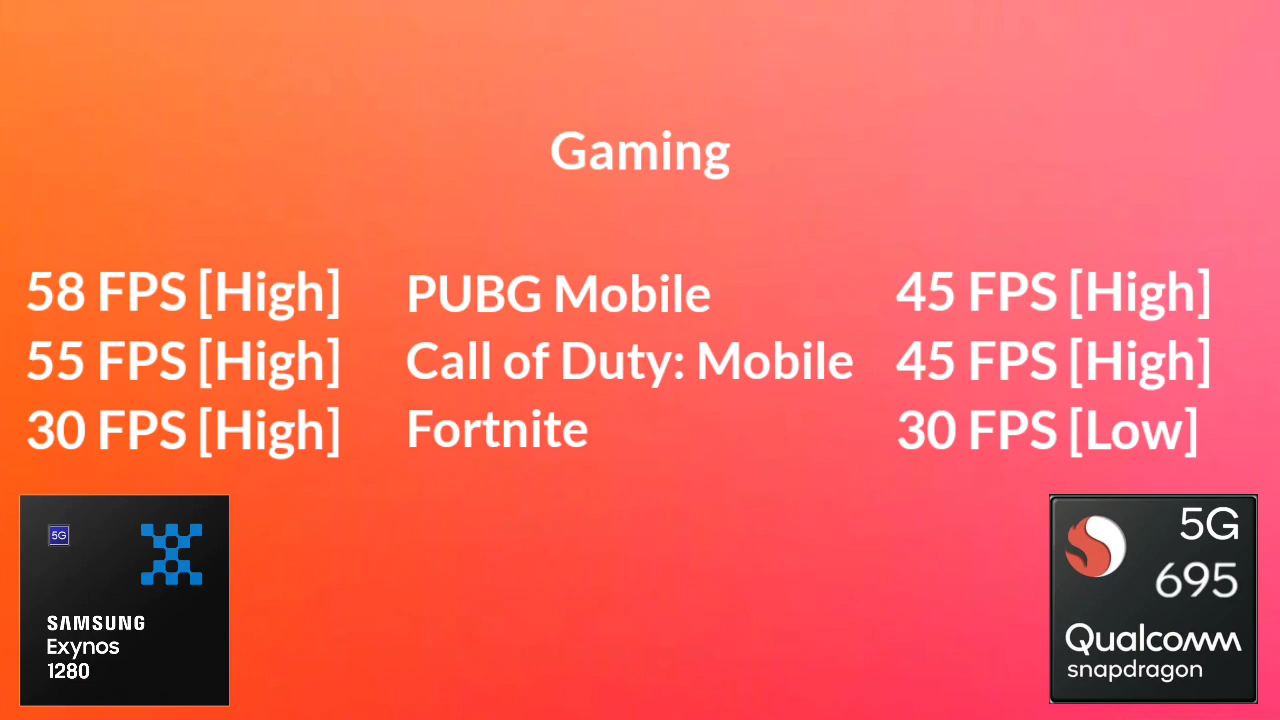 Gaming
58 FPS [High] PUBG Mobile 45 FPS [High]
55 FPS [High] Call of Duty: Mobile 45 FPS [High]
30 FPS [High] Fortnite 30 FPS [Low]
5G
SAMSUNG
Exynos
1280
5G
695
Qualcomm
snapdragon